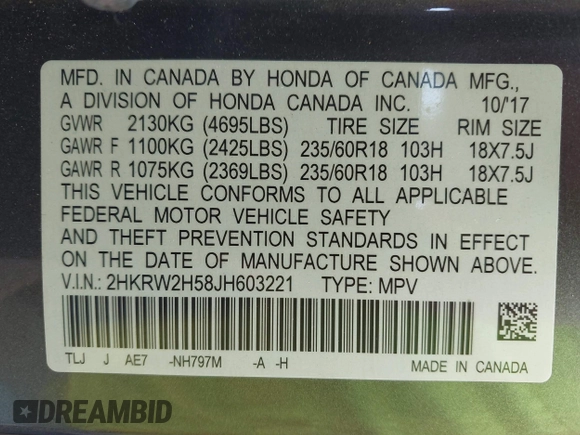 MFD. IN CANADA BY HONDA OF CANADA MFG.,
A DIVISION OF HONDA CANADA INC. 10/'17
GVWR 2130KG (4695LBS) TIRE SIZE RIM SIZE
GAWR F 1100KG (2425LBS) 235/60R18 103H 18X7.5J
GAWR R 1075KG (2369LBS) 235/60R18 103H 18X7.5J
THIS VEHICLE CONFORMS TO ALL APPLICABLE
FEDERAL MOTOR VEHICLE SAFETY
AND THEFT PREVENTION STANDARDS IN EFFECT
ON THE DATE OF MANUFACTURE SHOWN ABOVE.
V.I.N.: 2HKRW2H58JH603221 TYPE: MPV
TLJ J AE7 -NH797M -A -H MADE IN CANADA
DREAMBID